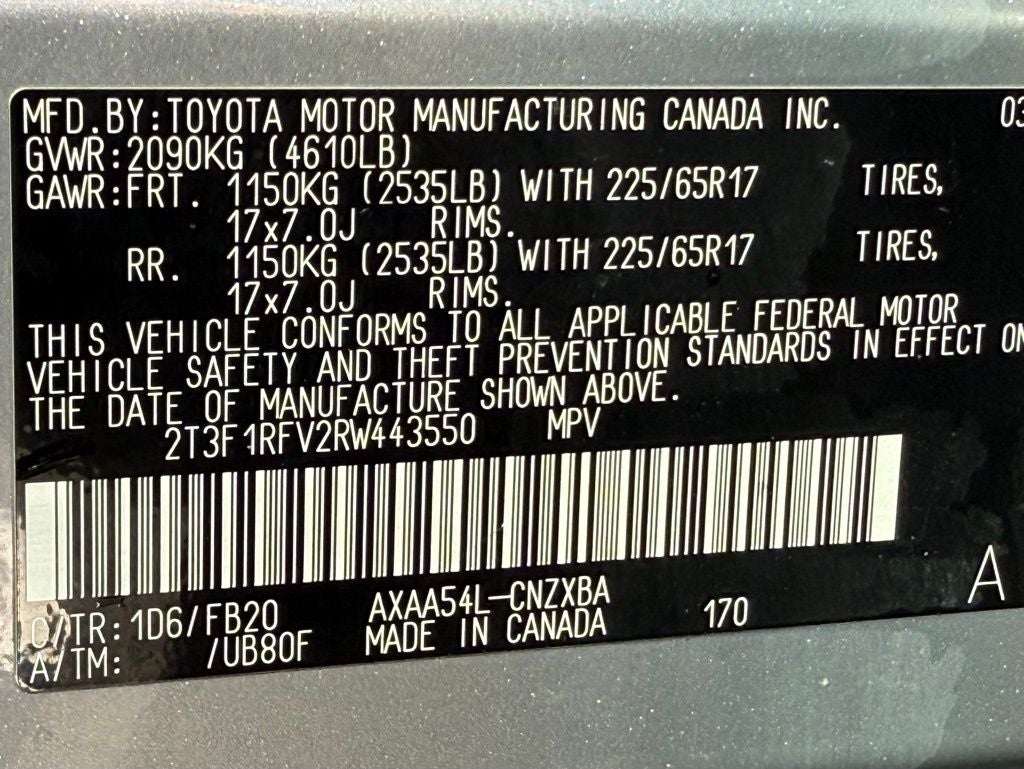 MFD.BY:TOYOTA MOTOR MANUFACTURING CANADA INC. 03
GVWR:2090KG (4610LB)
GAWR:FRT. 1150KG (2535LB) WITH 225/65R17 TIRES,
17x7.0J RIMS.
RR. 1150KG (2535LB) WITH 225/65R17 TIRES,
17x7.0J RIMS.
THIS VEHICLE CONFORMS TO ALL APPLICABLE FEDERAL MOTOR
VEHICLE SAFETY AND THEFT PREVENTION STANDARDS IN EFFECT ON
THE DATE OF MANUFACTURE SHOWN ABOVE.
2T3F1RFV2RW443550 MPV
A
C/TR:1D6/FB20 AXAA54L-CNZXBA 170
A/TM: /UB80F MADE IN CANADA